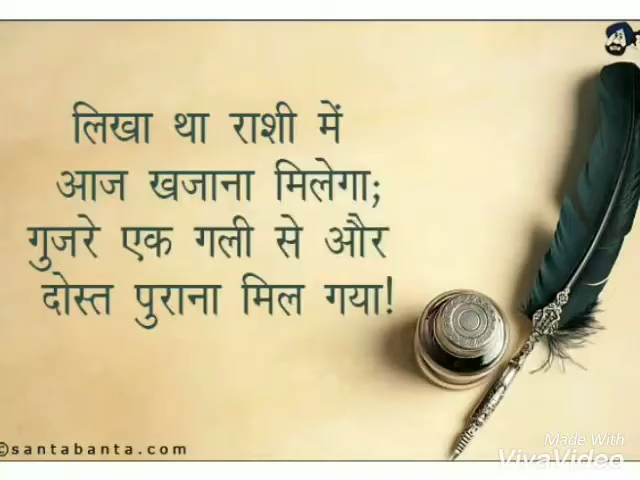 लिखा था राशी में
आज खजाना मिलेगा;
गुजरे एक गली से और
दोस्त पुराना मिल गया!
©santabanta.com
Made With
VivaVideo